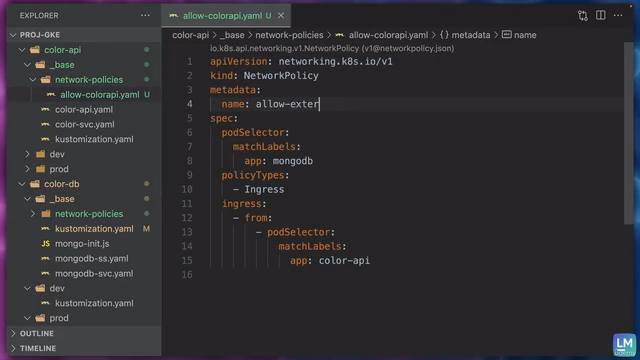 EXPLORER
···
allow-colorapi.yaml U ×
PROJ-GKE
color-api
_base
network-policies
allow-colorapi.yaml U
color-api.yaml
color-svc.yaml
kustomization.yaml
dev
prod
color-db
_base
network-policies
kustomization.yaml M
mongo-init.js
mongodb-ss.yaml
mongodb-svc.yaml
dev
kustomization.yaml
prod
OUTLINE
TIMELINE
color-api > _base > network-policies > allow-colorapi.yaml > {} metadata > name
io.k8s.api.networking.v1.NetworkPolicy (v1@networkpolicy.json)
1 apiVersion: networking.k8s.io/v1
2 kind: NetworkPolicy
3 metadata:
4 name: allow-exter
5 spec:
6 podSelector:
7 matchLabels:
8 app: mongodb
9 policyTypes:
10 - Ingress
11 ingress:
12 - from:
13 - podSelector:
14 matchLabels:
15 app: color-api
16
LM